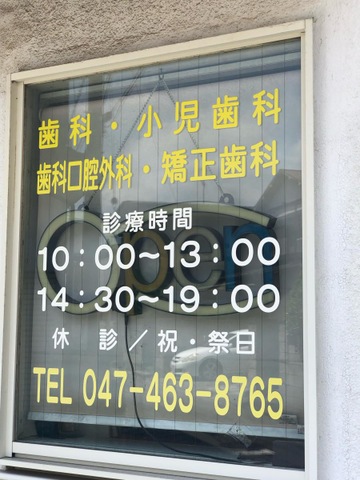 歯科・小児歯科
歯科口腔外科・矯正歯科
診療時間
10：00～13：00
Open
14：30～19：00
休　診／祝・祭日
TEL 047-463-8765